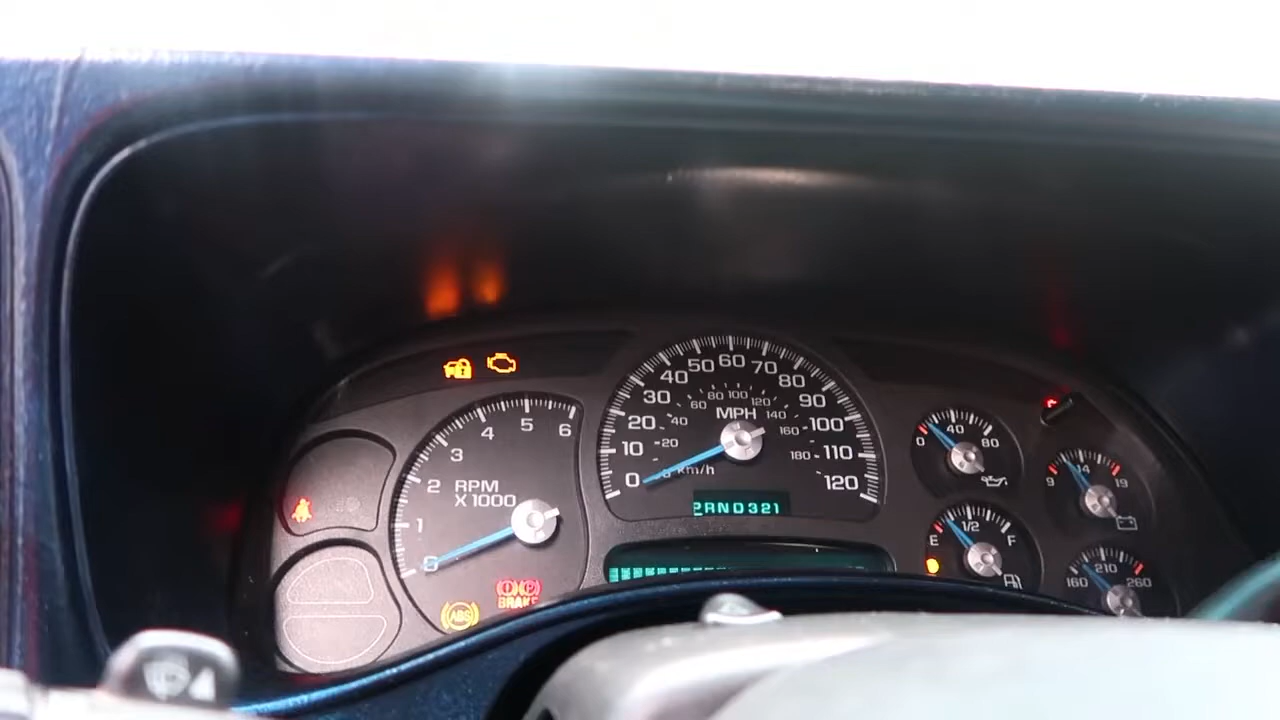 0 1 2 3 4 5 6
RPM
X 1000
ABS
BRAKE
0 10 20 30 40 50 60 70 80 90 100 110 120
20 40 60 80 100 120 140 160 180
MPH
km/h
PRND321
0 40 80
9 14 19
E 1/2 F
160 210 260